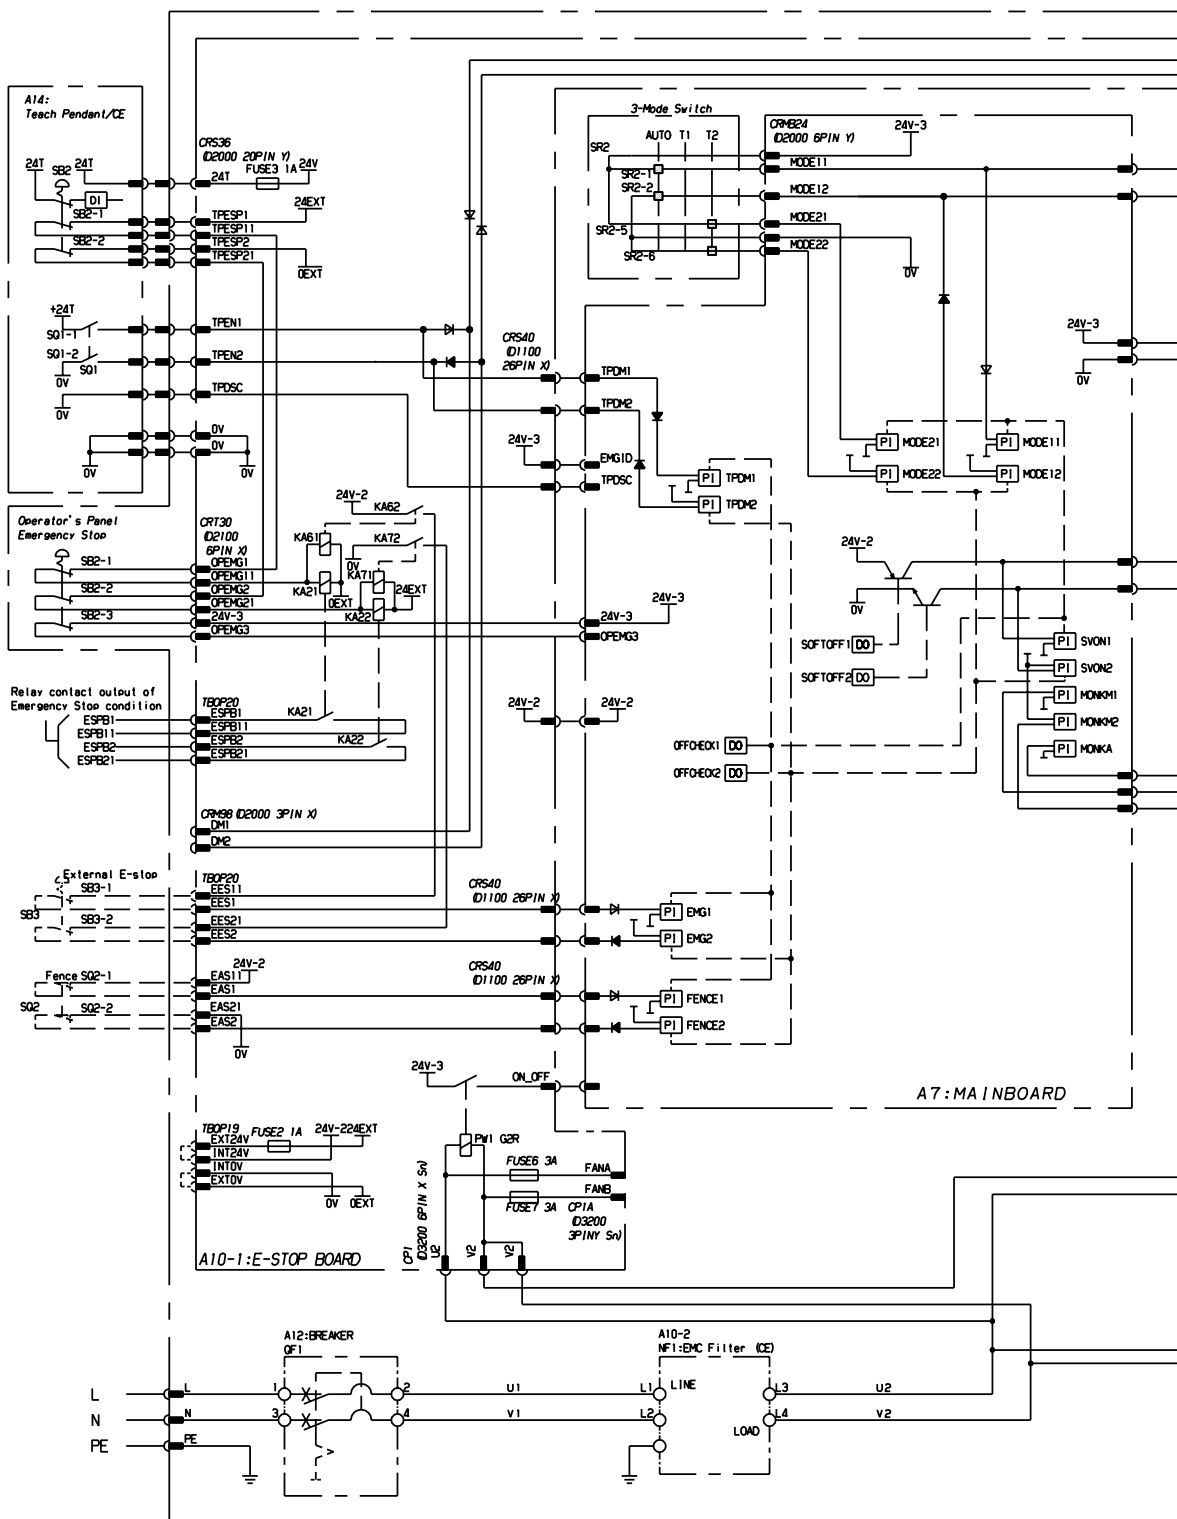 A14:
Teach Pendant/CE
24T
SB2
24T
DI
SB2-1
SB2-2
+24T
SQ1-1
SQ1-2
SQ1
0V
0V
0V
CRS36
(D2000 20PIN Y)
FUSE3 1A
24V
24T
24EXT
TPESP1
TPESP11
TPESP2
TPESP21
0EXT
TPEN1
TPEN2
TPDSC
0V
0V
0V
3-Mode Switch
AUTO T1 T2
SR2
SR2-1
SR2-2
SR2-5
SR2-6
CRMB24
(D2000 6PIN Y)
24V-3
MODE11
MODE12
MODE21
MODE22
0V
24V-3
0V
CRS40
(D1100
26PIN X)
TPDM1
TPDM2
24V-3
EMGID
TPDSC
PI
TPDM1
PI
TPDM2
PI
MODE21
PI
MODE11
PI
MODE22
PI
MODE12
Operator's Panel
Emergency Stop
SB2-1
SB2-2
SB2-3
CRT30
(D2100
6PIN X)
OPEMG1
OPEMG11
OPEMG2
OPEMG21
24V-3
OPEMG3
24V-2
KA62
KA61
KA72
0V
KA71
KA21
0EXT
24EXT
KA22
24V-3
24V-3
OPEMG3
24V-2
0V
SOFTOFF1
DO
SOFTOFF2
DO
PI
SVON1
PI
SVON2
PI
MONKM1
PI
MONKM2
PI
MONKA
Relay contact output of
Emergency Stop condition
ESPB1
ESPB11
ESPB2
ESPB21
TBOP20
ESPB1
ESPB11
ESPB2
ESPB21
KA21
KA22
24V-2
24V-2
OFFCHECK1
DO
OFFCHECK2
DO
CRM98 (D2000 3PIN X)
DM1
DM2
External E-stop
SB3-1
SB3
SB3-2
TBOP20
EES11
EES1
EES21
EES2
CRS40
(D1100 26PIN X)
PI
EMG1
PI
EMG2
Fence SQ2-1
SQ2
SQ2-2
24V-2
EAS11
EAS1
EAS21
EAS2
0V
CRS40
(D1100 26PIN X)
PI
FENCE1
PI
FENCE2
24V-3
ON_OFF
A7:MAINBOARD
TBOP19
FUSE2 1A
24V-2
24EXT
EXT24V
INT24V
INT0V
EXT0V
0V
0EXT
PW1 G2R
FUSE6 3A
FANA
FANB
FUSE7 3A
CP1A
(D3200
3PINY Sn)
CP1
(D3200 6PIN X Sn)
U2
V2
V2
A10-1:E-STOP BOARD
A12:BREAKER
QF1
A10-2
NF1:EMC Filter (CE)
L
L
1
2
U1
L1
LINE
L3
U2
N
N
3
4
V1
L2
LOAD
L4
V2
PE
PE